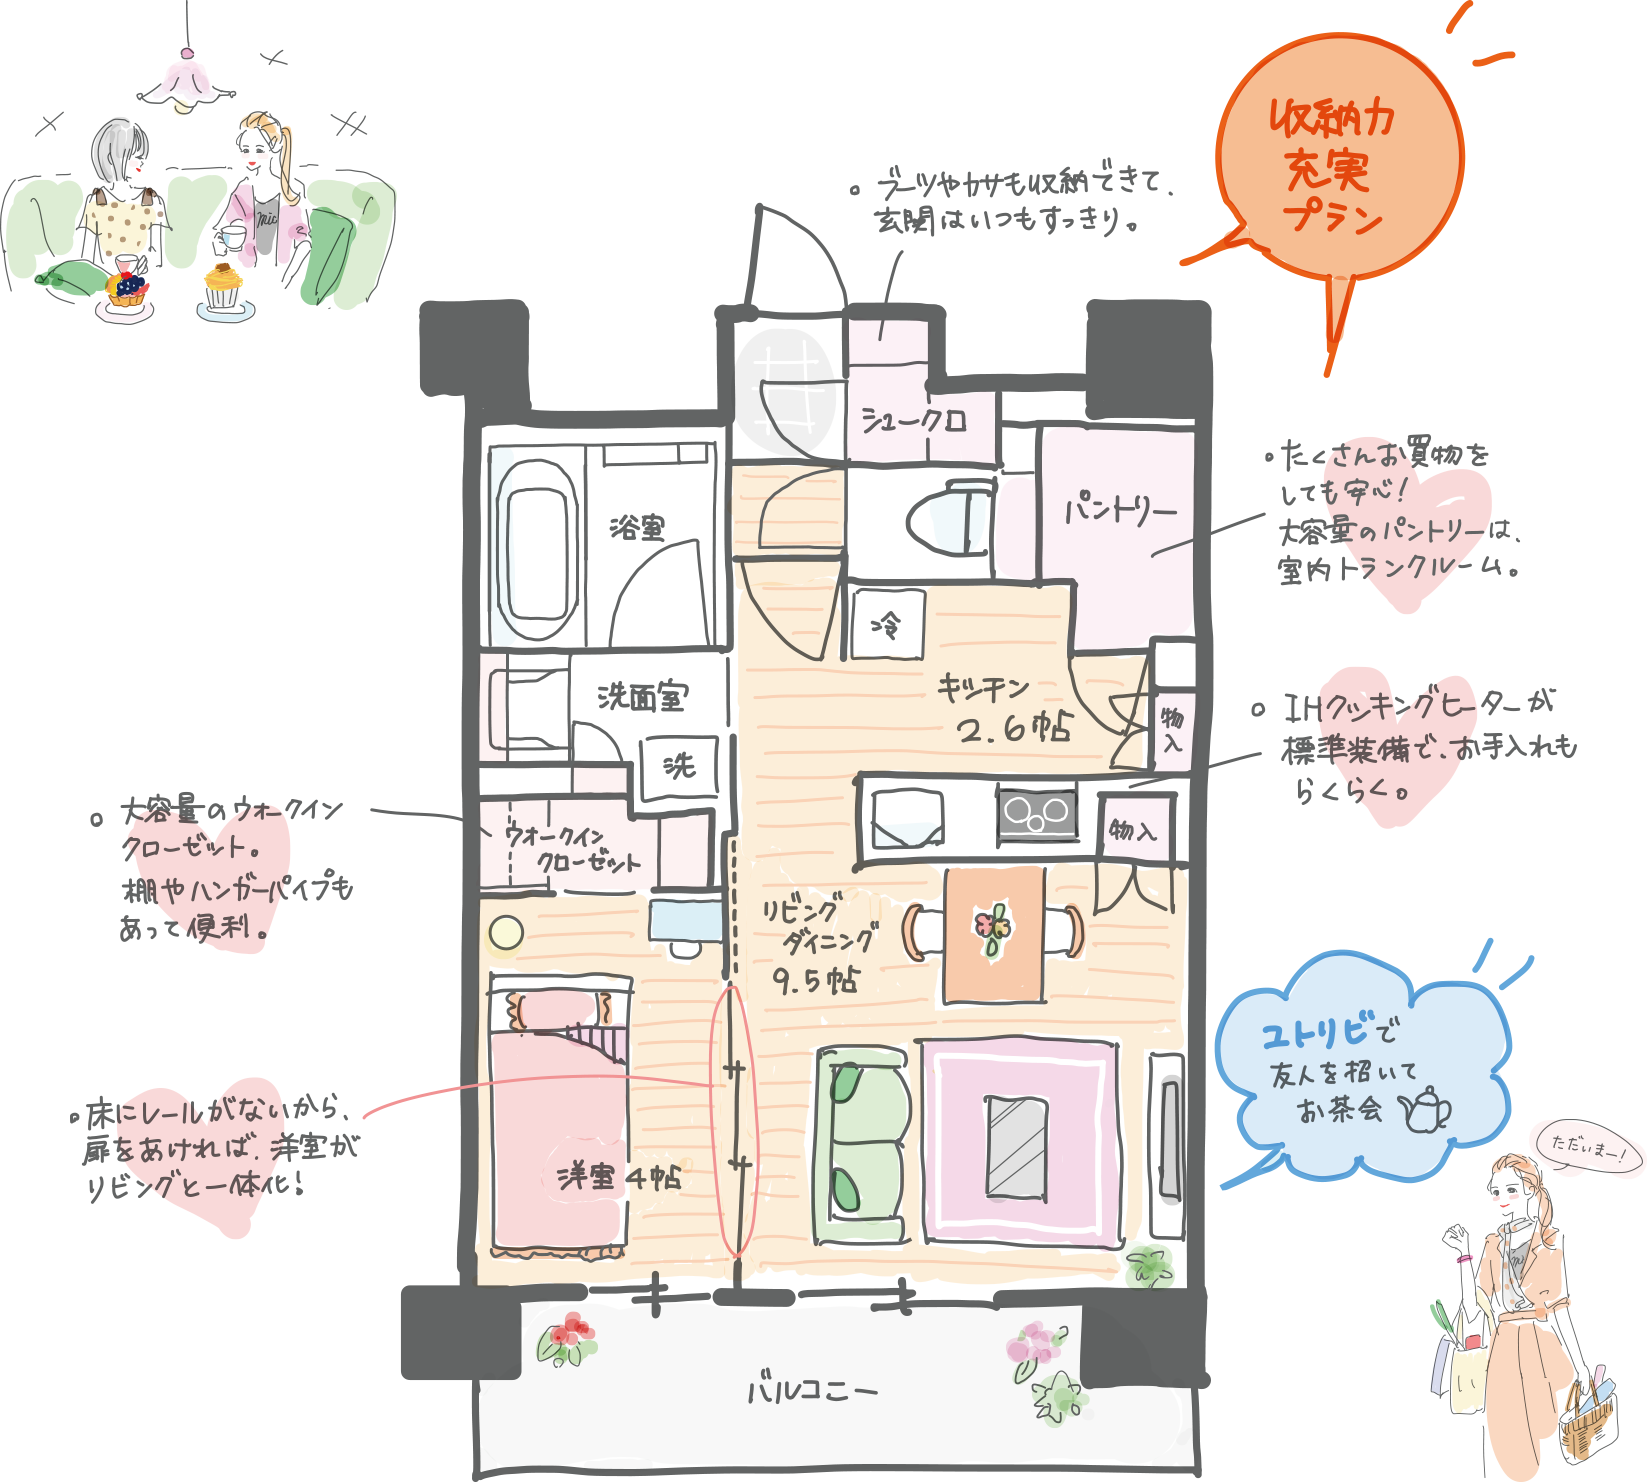 収納力
充実
プラン
ブーツやカサも収納できて、
玄関はいつもすっきり。
mic
シュークロ
パントリー
たくさんお買物を
しても安心!
大容量のパントリーは、
室内トランクルーム。
浴室
冷
キッチン
2.6帖
物
入
洗面室
洗
IHクッキングヒーターが
標準装備で、お手入れも
らくらく。
大容量のウォークイン
クローゼット。
棚やハンガーパイプも
あって便利。
ウォークイン
クローゼット
物入
リビング
ダイニング
9.5帖
ユトリビで
友人を招いて
お茶会
床にレールがないから、
扉をあければ、洋室が
リビングと一体化!
洋室4帖
ただいまー!
バルコニー